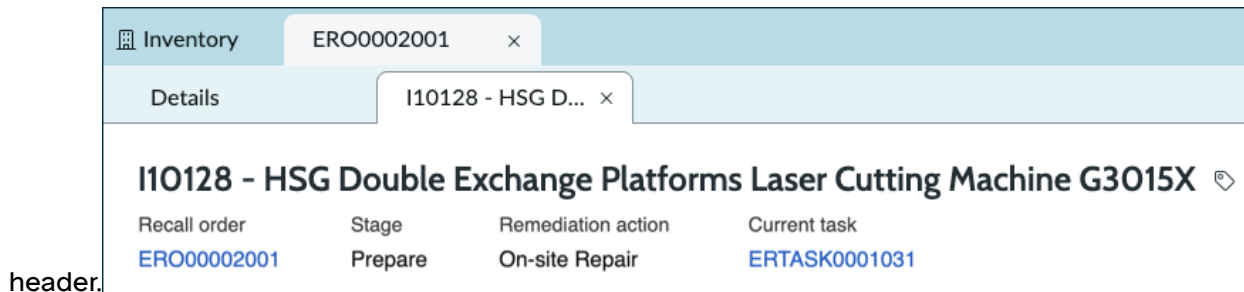 Inventory ERO0002001 ×
Details I10128 - HSG D... ×
I10128 - HSG Double Exchange Platforms Laser Cutting Machine G3015X
Recall order Stage Remediation action Current task
ERO00002001 Prepare On-site Repair ERTASK0001031
header.